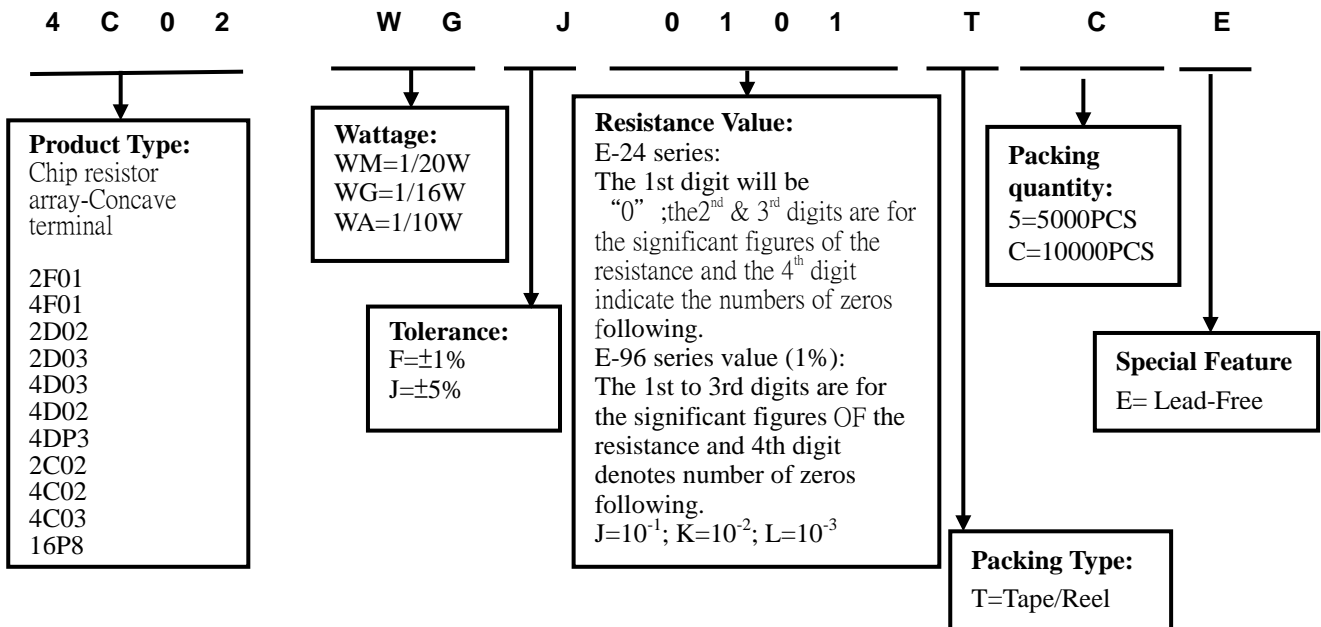 4 C 0 2 W G J 0 1 0 1 T C E
Product Type:
Chip resistor
array-Concave
terminal
2F01
4F01
2D02
2D03
4D03
4D02
4DP3
2C02
4C02
4C03
16P8
Wattage:
WM=1/20W
WG=1/16W
WA=1/10W
Tolerance:
F=±1%
J=±5%
Resistance Value:
E-24 series:
The 1st digit will be
“0” ;the2nd & 3rd digits are for
the significant figures of the
resistance and the 4th digit
indicate the numbers of zeros
following.
E-96 series value (1%):
The 1st to 3rd digits are for
the significant figures OF the
resistance and 4th digit
denotes number of zeros
following.
J=10-1; K=10-2; L=10-3
Packing
quantity:
5=5000PCS
C=10000PCS
Special Feature
E= Lead-Free
Packing Type:
T=Tape/Reel